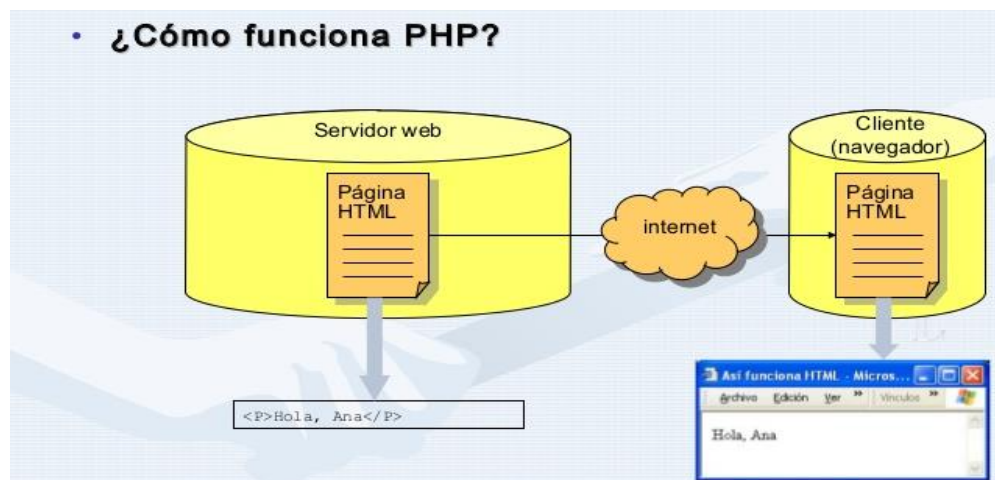 • ¿Cómo funciona PHP?
Servidor web
Cliente
(navegador)
Página
HTML
internet
Página
HTML
<P>Hola, Ana</P>
Así funciona HTML - Micros...
Archivo Edición Ver » Vínculos »
Hola, Ana